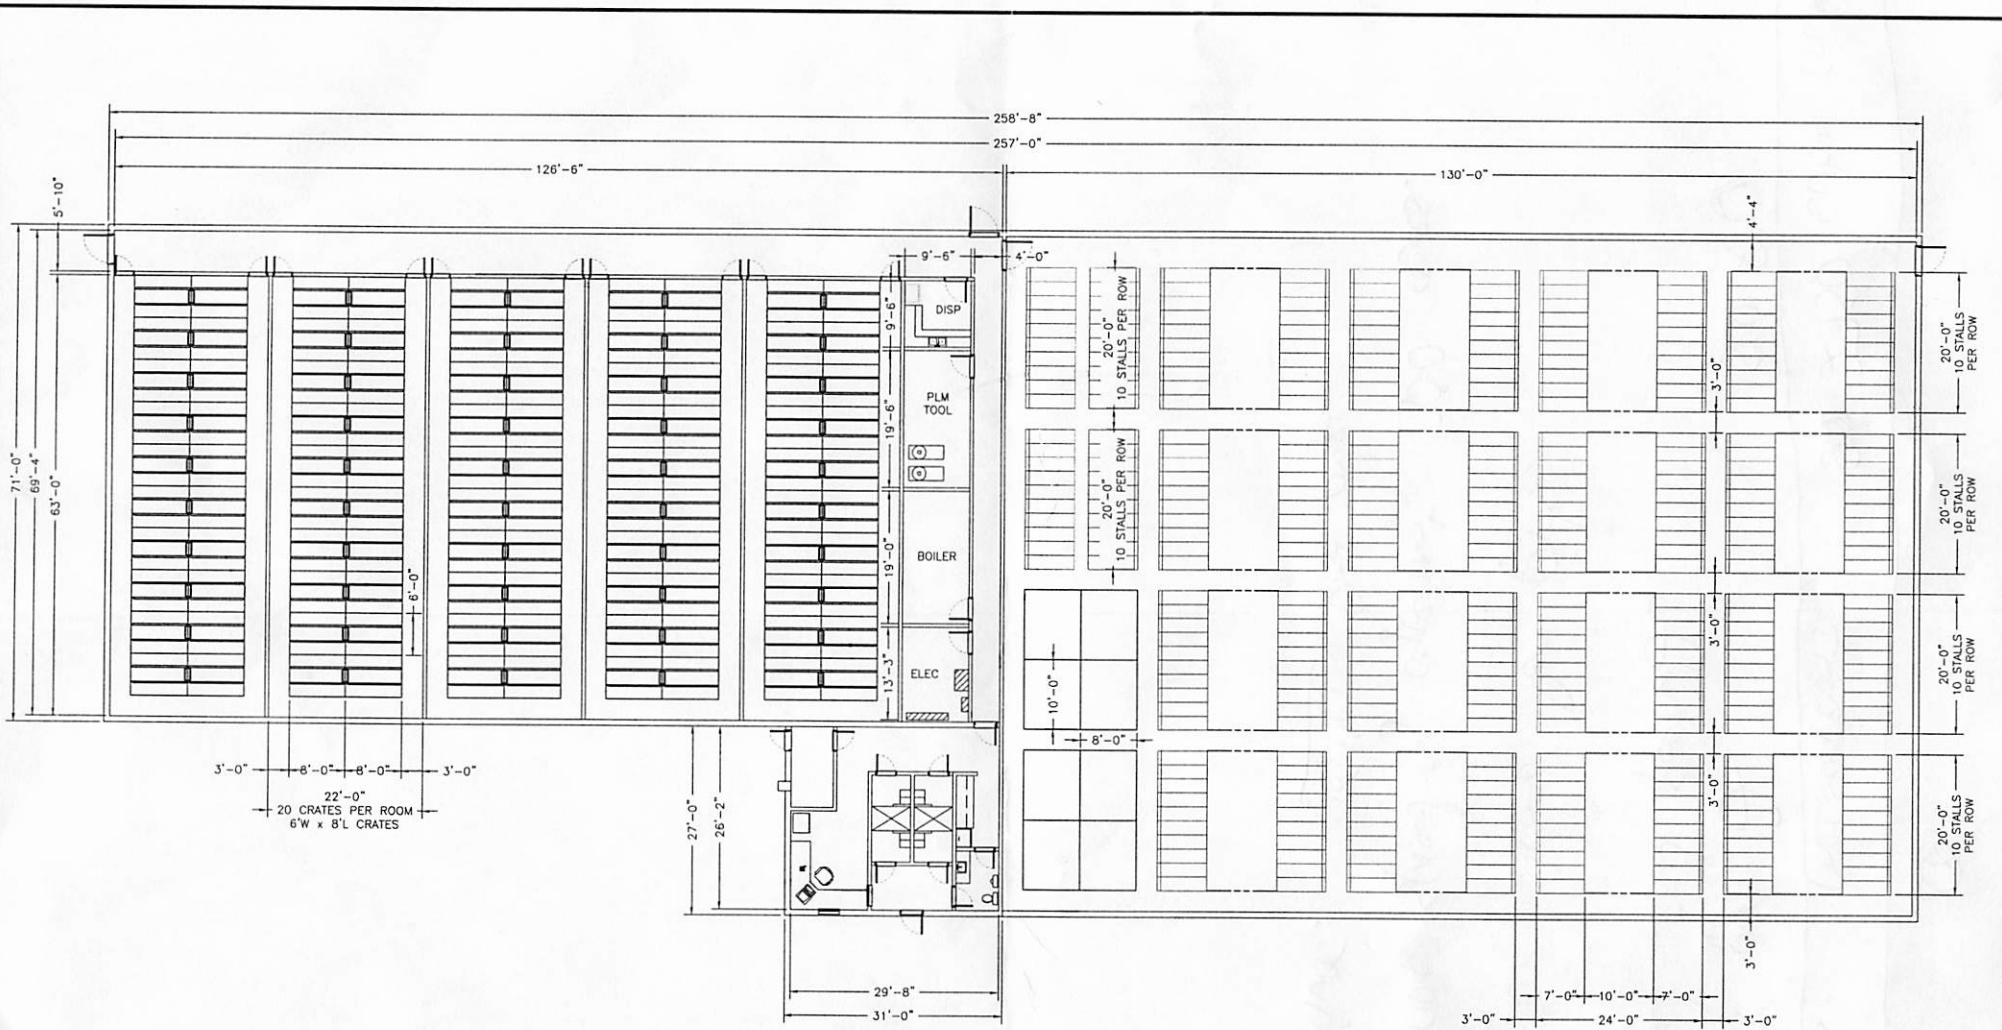 258'-8"
257'-0"
126'-6"
130'-0"
5'-10"
4'-4"
9'-6"
4'-0"
71'-0"
69'-4"
63'-0"
9'-6"
DISP
20'-0"
10 STALLS PER ROW
20'-0"
10 STALLS
PER ROW
3'-0"
PLM
TOOL
19'-6"
20'-0"
10 STALLS PER ROW
20'-0"
10 STALLS
PER ROW
BOILER
19'-0"
6'-0"
3'-0"
20'-0"
10 STALLS
PER ROW
ELEC
13'-3"
10'-0"
8'-0"
3'-0"
8'-0"
8'-0"
3'-0"
22'-0"
20 CRATES PER ROOM
6'W x 8'L CRATES
27'-0"
26'-2"
3'-0"
20'-0"
10 STALLS
PER ROW
3'-0"
29'-8"
31'-0"
7'-0"
10'-0"
7'-0"
3'-0"
24'-0"
3'-0"